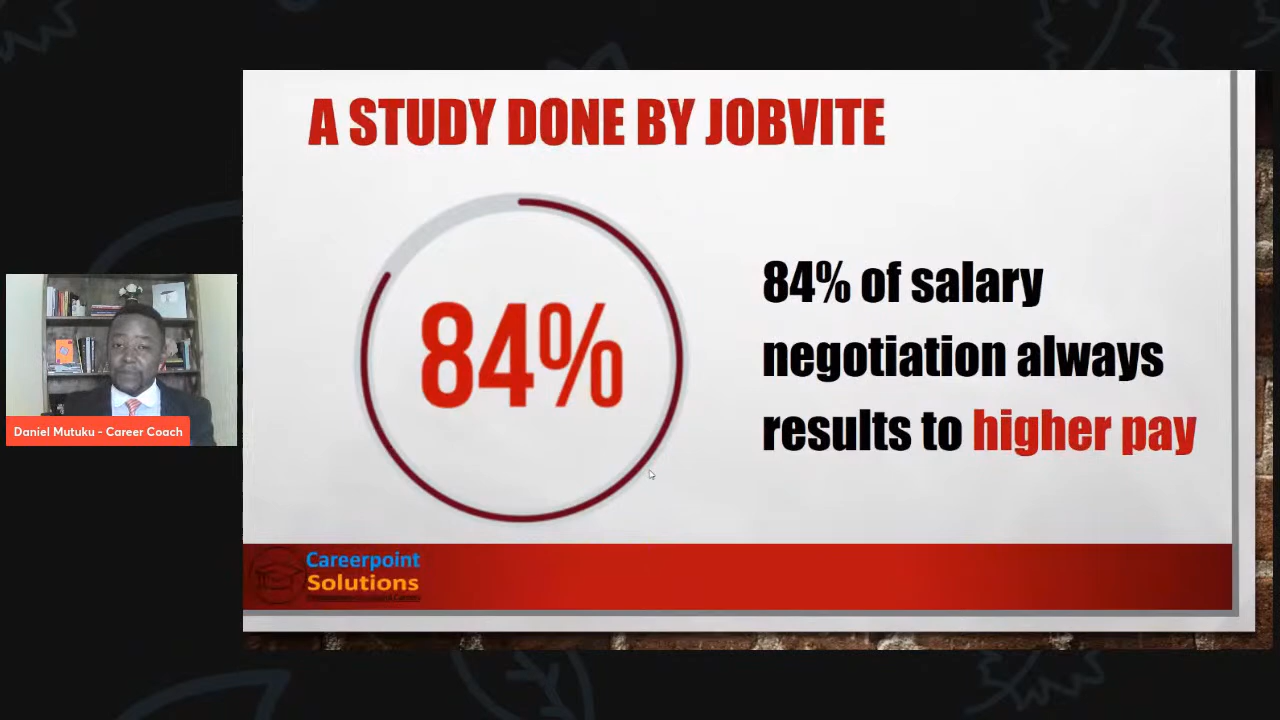 A STUDY DONE BY JOBVITE
84%
84% of salary
negotiation always
results to higher pay
Daniel Mutuku - Career Coach
Careerpoint
Solutions